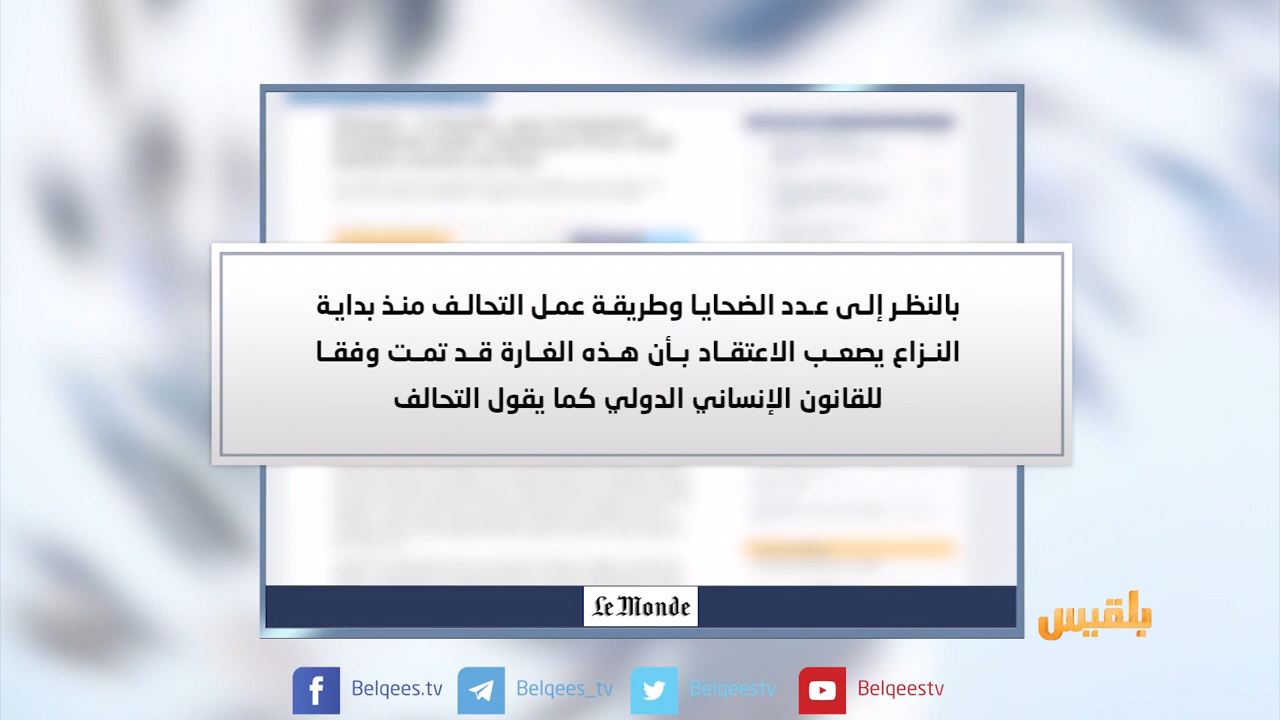 بالنظر إلى عدد الضحايا وطريقة عمل التحالف منذ بداية
النزاع يصعب الاعتقاد بأن هذه الغارة قد تمت وفقا
للقانون الإنساني الدولي كما يقول التحالف
Le Monde
بلقيس
Belqees.tv Belqees_tv Belqeestv Belqeestv